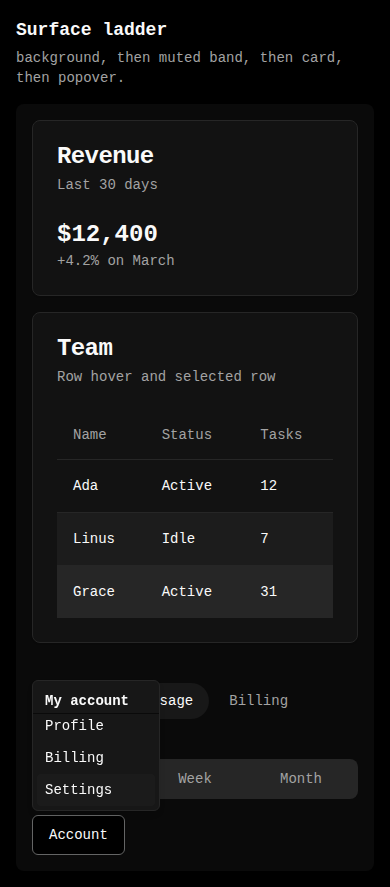 Surface ladder
background, then muted band, then card,
then popover.
Revenue
Last 30 days
$12,400
+4.2% on March
Team
Row hover and selected row
Name Status Tasks
Ada Active 12
Linus Idle 7
Grace Active 31
My account
Billing
Profile
Billing
Week Month
Settings
Account